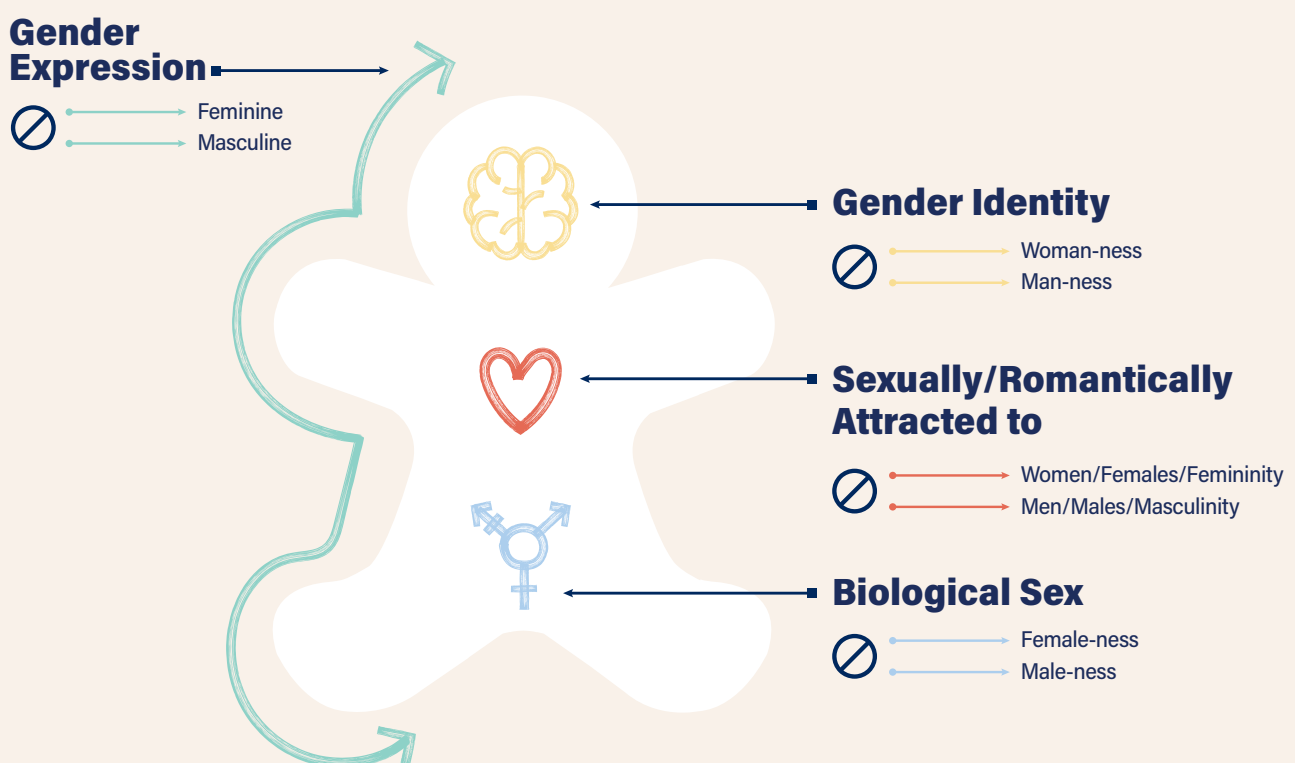 Gender
Expression
Feminine
Masculine
Gender Identity
Woman-ness
Man-ness
Sexually/Romantically
Attracted to
Women/Females/Femininity
Men/Males/Masculinity
Biological Sex
Female-ness
Male-ness